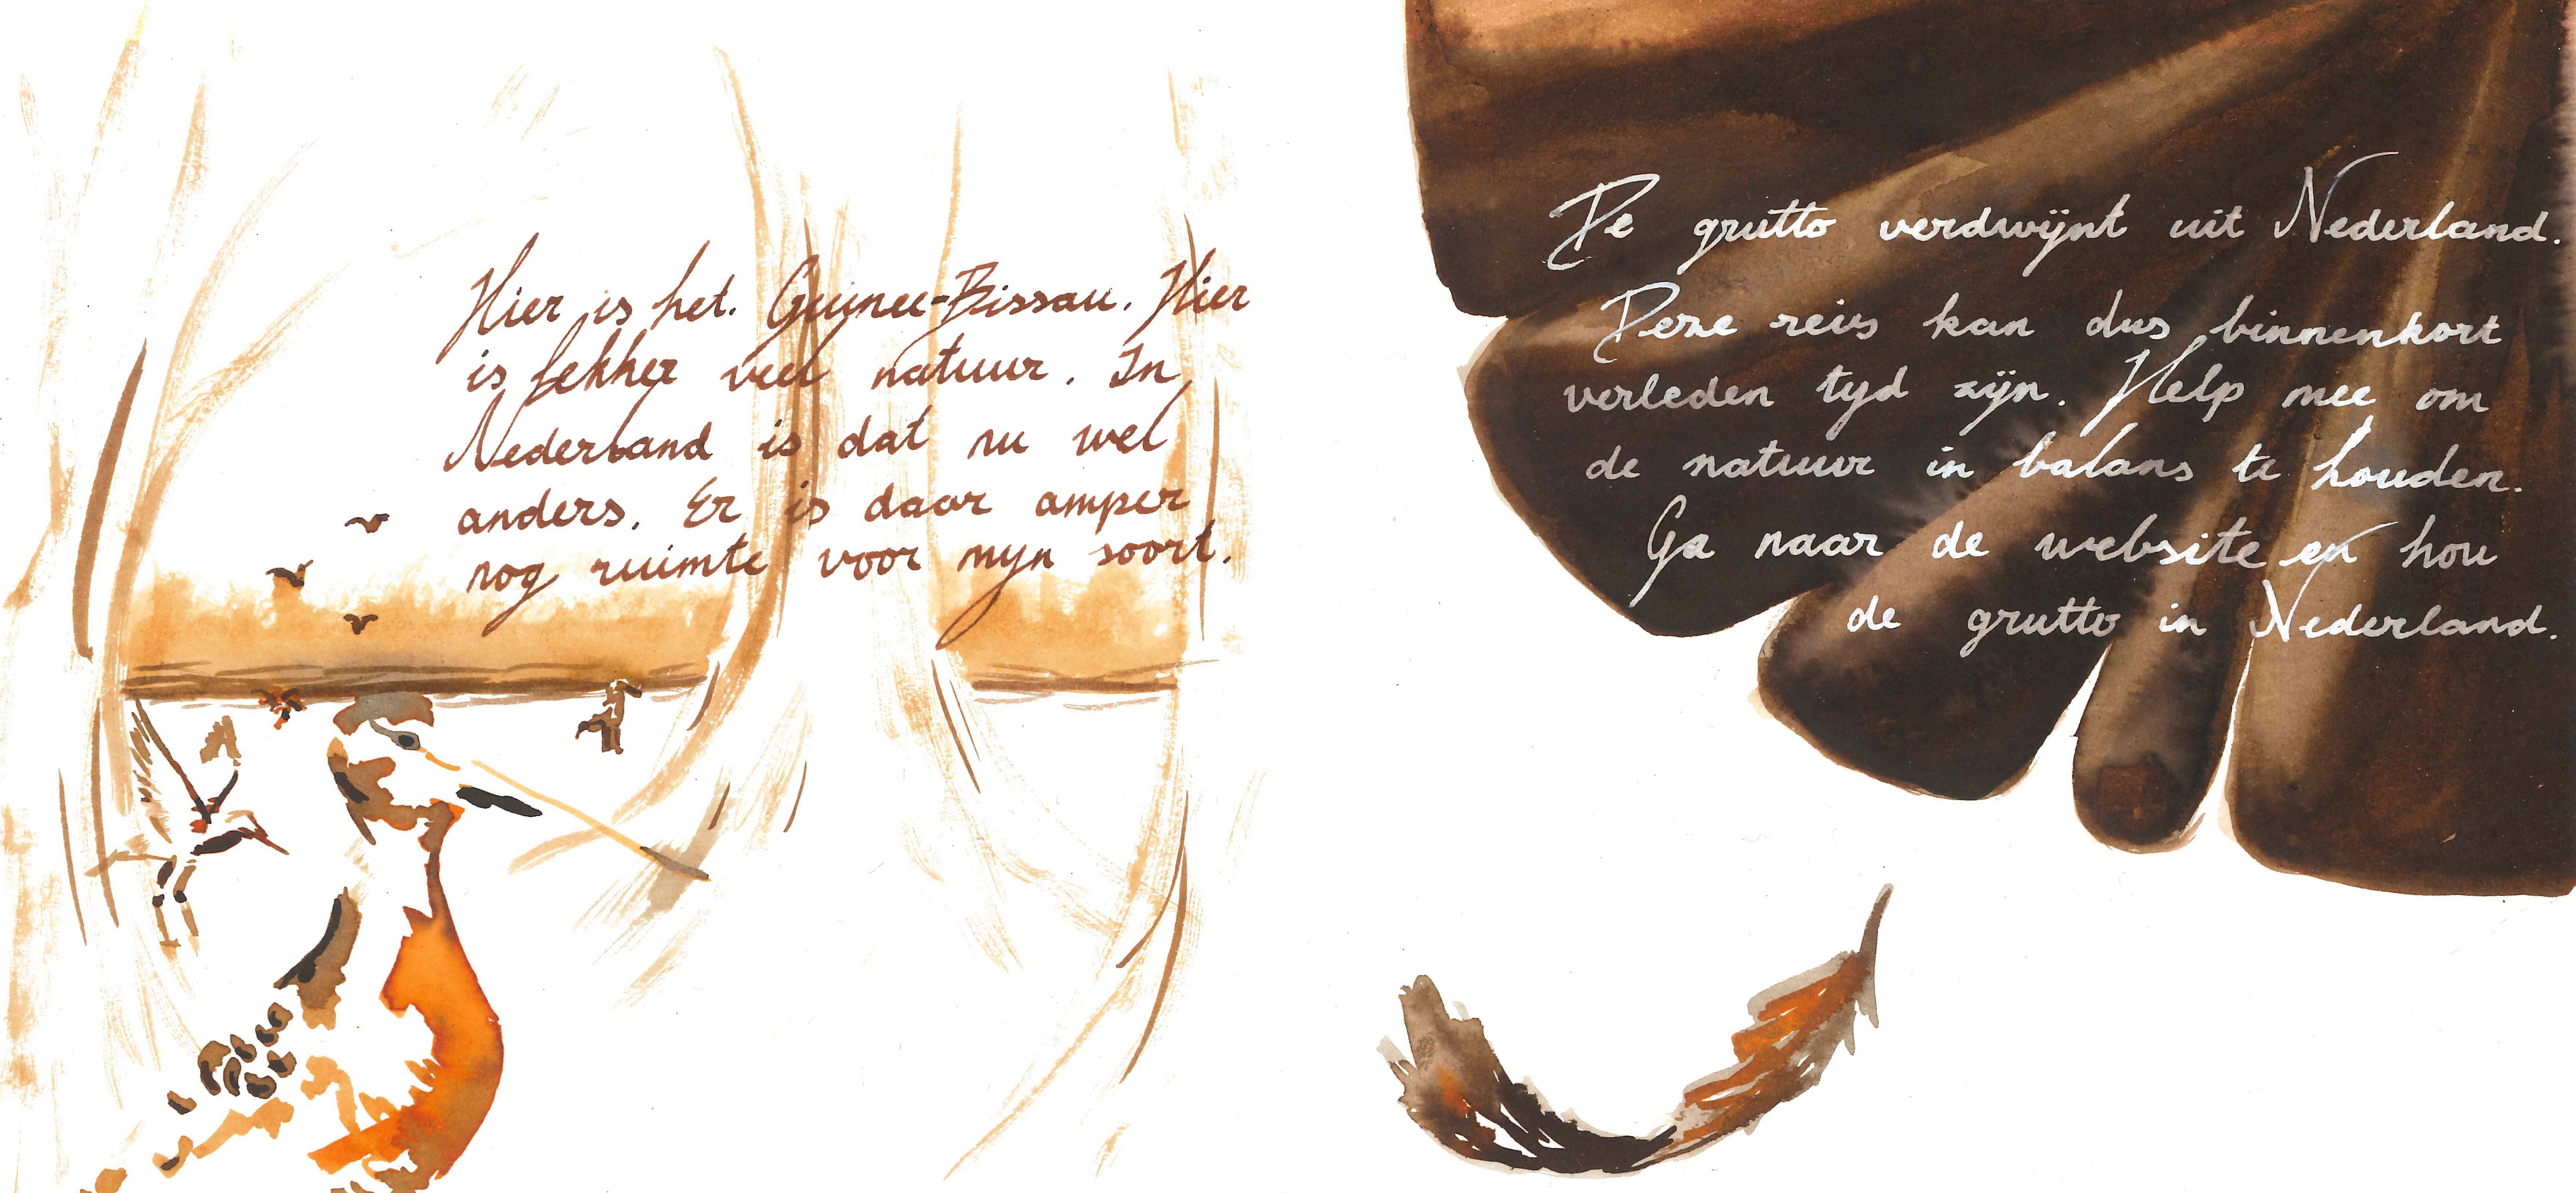 Hier is het. Guinee-Bissau. Hier
is lekker veel natuur. In
Nederland is dat nu wel
anders. Er is daar amper
nog ruimte voor mijn soort.
De grutto verdwijnt uit Nederland.
Deze reis kan dus binnenkort
verleden tijd zijn. Help mee om
de natuur in balans te houden.
Ga naar de website en hou
de grutto in Nederland.